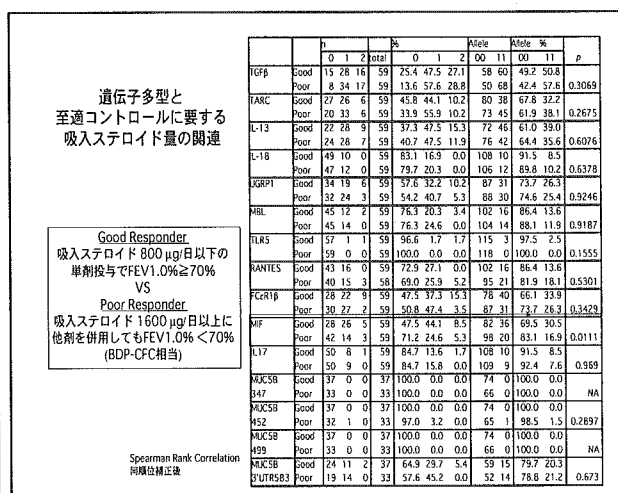 遺伝子多型と
至適コントロールに要する
吸入ステロイド量の関連
Good Responder
吸入ステロイド 800 μg/日以下の
単剤投与でFEV1.0%≧70%
VS
Poor Responder
吸入ステロイド 1600 μg/日以上に
他剤を併用してもFEV1.0% <70%
(BDP-CFC相当)
Spearman Rank Correlation
同順位補正後
n % Allele Allele %
0 1 2 total 0 1 2 00 11 00 11 p
TGFβ Good 15 28 16 59 25.4 47.5 27.1 58 60 49.2 50.8
Poor 8 34 17 59 13.6 57.6 28.8 50 68 42.4 57.6 0.3069
TARC Good 27 26 6 59 45.8 44.1 10.2 80 38 67.8 32.2
Poor 20 33 6 59 33.9 55.9 10.2 73 45 61.9 38.1 0.2675
IL-13 Good 22 28 9 59 37.3 47.5 15.3 72 46 61.0 39.0
Poor 24 28 7 59 40.7 47.5 11.9 76 42 64.4 35.6 0.6076
IL-18 Good 49 10 0 59 83.1 16.9 0.0 108 10 91.5 8.5
Poor 47 12 0 59 79.7 20.3 0.0 106 12 89.8 10.2 0.6378
UGRP1 Good 34 19 6 59 57.6 32.2 10.2 87 31 73.7 26.3
Poor 32 24 3 59 54.2 40.7 5.3 88 30 74.6 25.4 0.9246
MBL Good 45 12 2 59 76.3 20.3 3.4 102 16 86.4 13.6
Poor 45 14 0 59 76.3 24.6 0.0 104 14 88.1 11.9 0.9187
TLR5 Good 57 1 1 59 96.6 1.7 1.7 115 3 97.5 2.5
Poor 59 0 0 59 100.0 0.0 0.0 118 0 100.0 0.0 0.1555
RANTES Good 43 16 0 59 72.9 27.1 0.0 102 16 86.4 13.6
Poor 40 15 3 58 69.0 25.9 5.2 95 21 81.9 18.1 0.5301
FCεR1β Good 28 22 9 59 47.5 37.3 15.3 78 40 66.1 33.9
Poor 30 27 2 59 50.8 47.4 3.5 87 31 73.7 26.3 0.3429
MIF Good 28 26 5 59 47.5 44.1 8.5 82 36 69.5 30.5
Poor 42 14 3 59 71.2 24.6 5.3 98 20 83.1 16.9 0.0111
IL17 Good 50 8 1 59 84.7 13.6 1.7 108 10 91.5 8.5
Poor 50 9 0 59 84.7 15.8 0.0 109 9 92.4 7.6 0.969
MUC5B Good 37 0 0 37 100.0 0.0 0.0 74 0 100.0 0.0
347 Poor 33 0 0 33 100.0 0.0 0.0 66 0 100.0 0.0 NA
MUC5B Good 37 0 0 37 100.0 0.0 0.0 74 0 100.0 0.0
452 Poor 32 1 0 33 97.0 3.2 0.0 65 1 98.5 1.5 0.2897
MUC5B Good 37 0 0 37 100.0 0.0 0.0 74 0 100.0 0.0
499 Poor 33 0 0 33 100.0 0.0 0.0 66 0 100.0 0.0 NA
MUC5B Good 24 11 2 37 64.9 29.7 5.4 59 15 79.7 20.3
3'UTR583 Poor 19 14 0 33 57.6 45.2 0.0 52 14 78.8 21.2 0.673